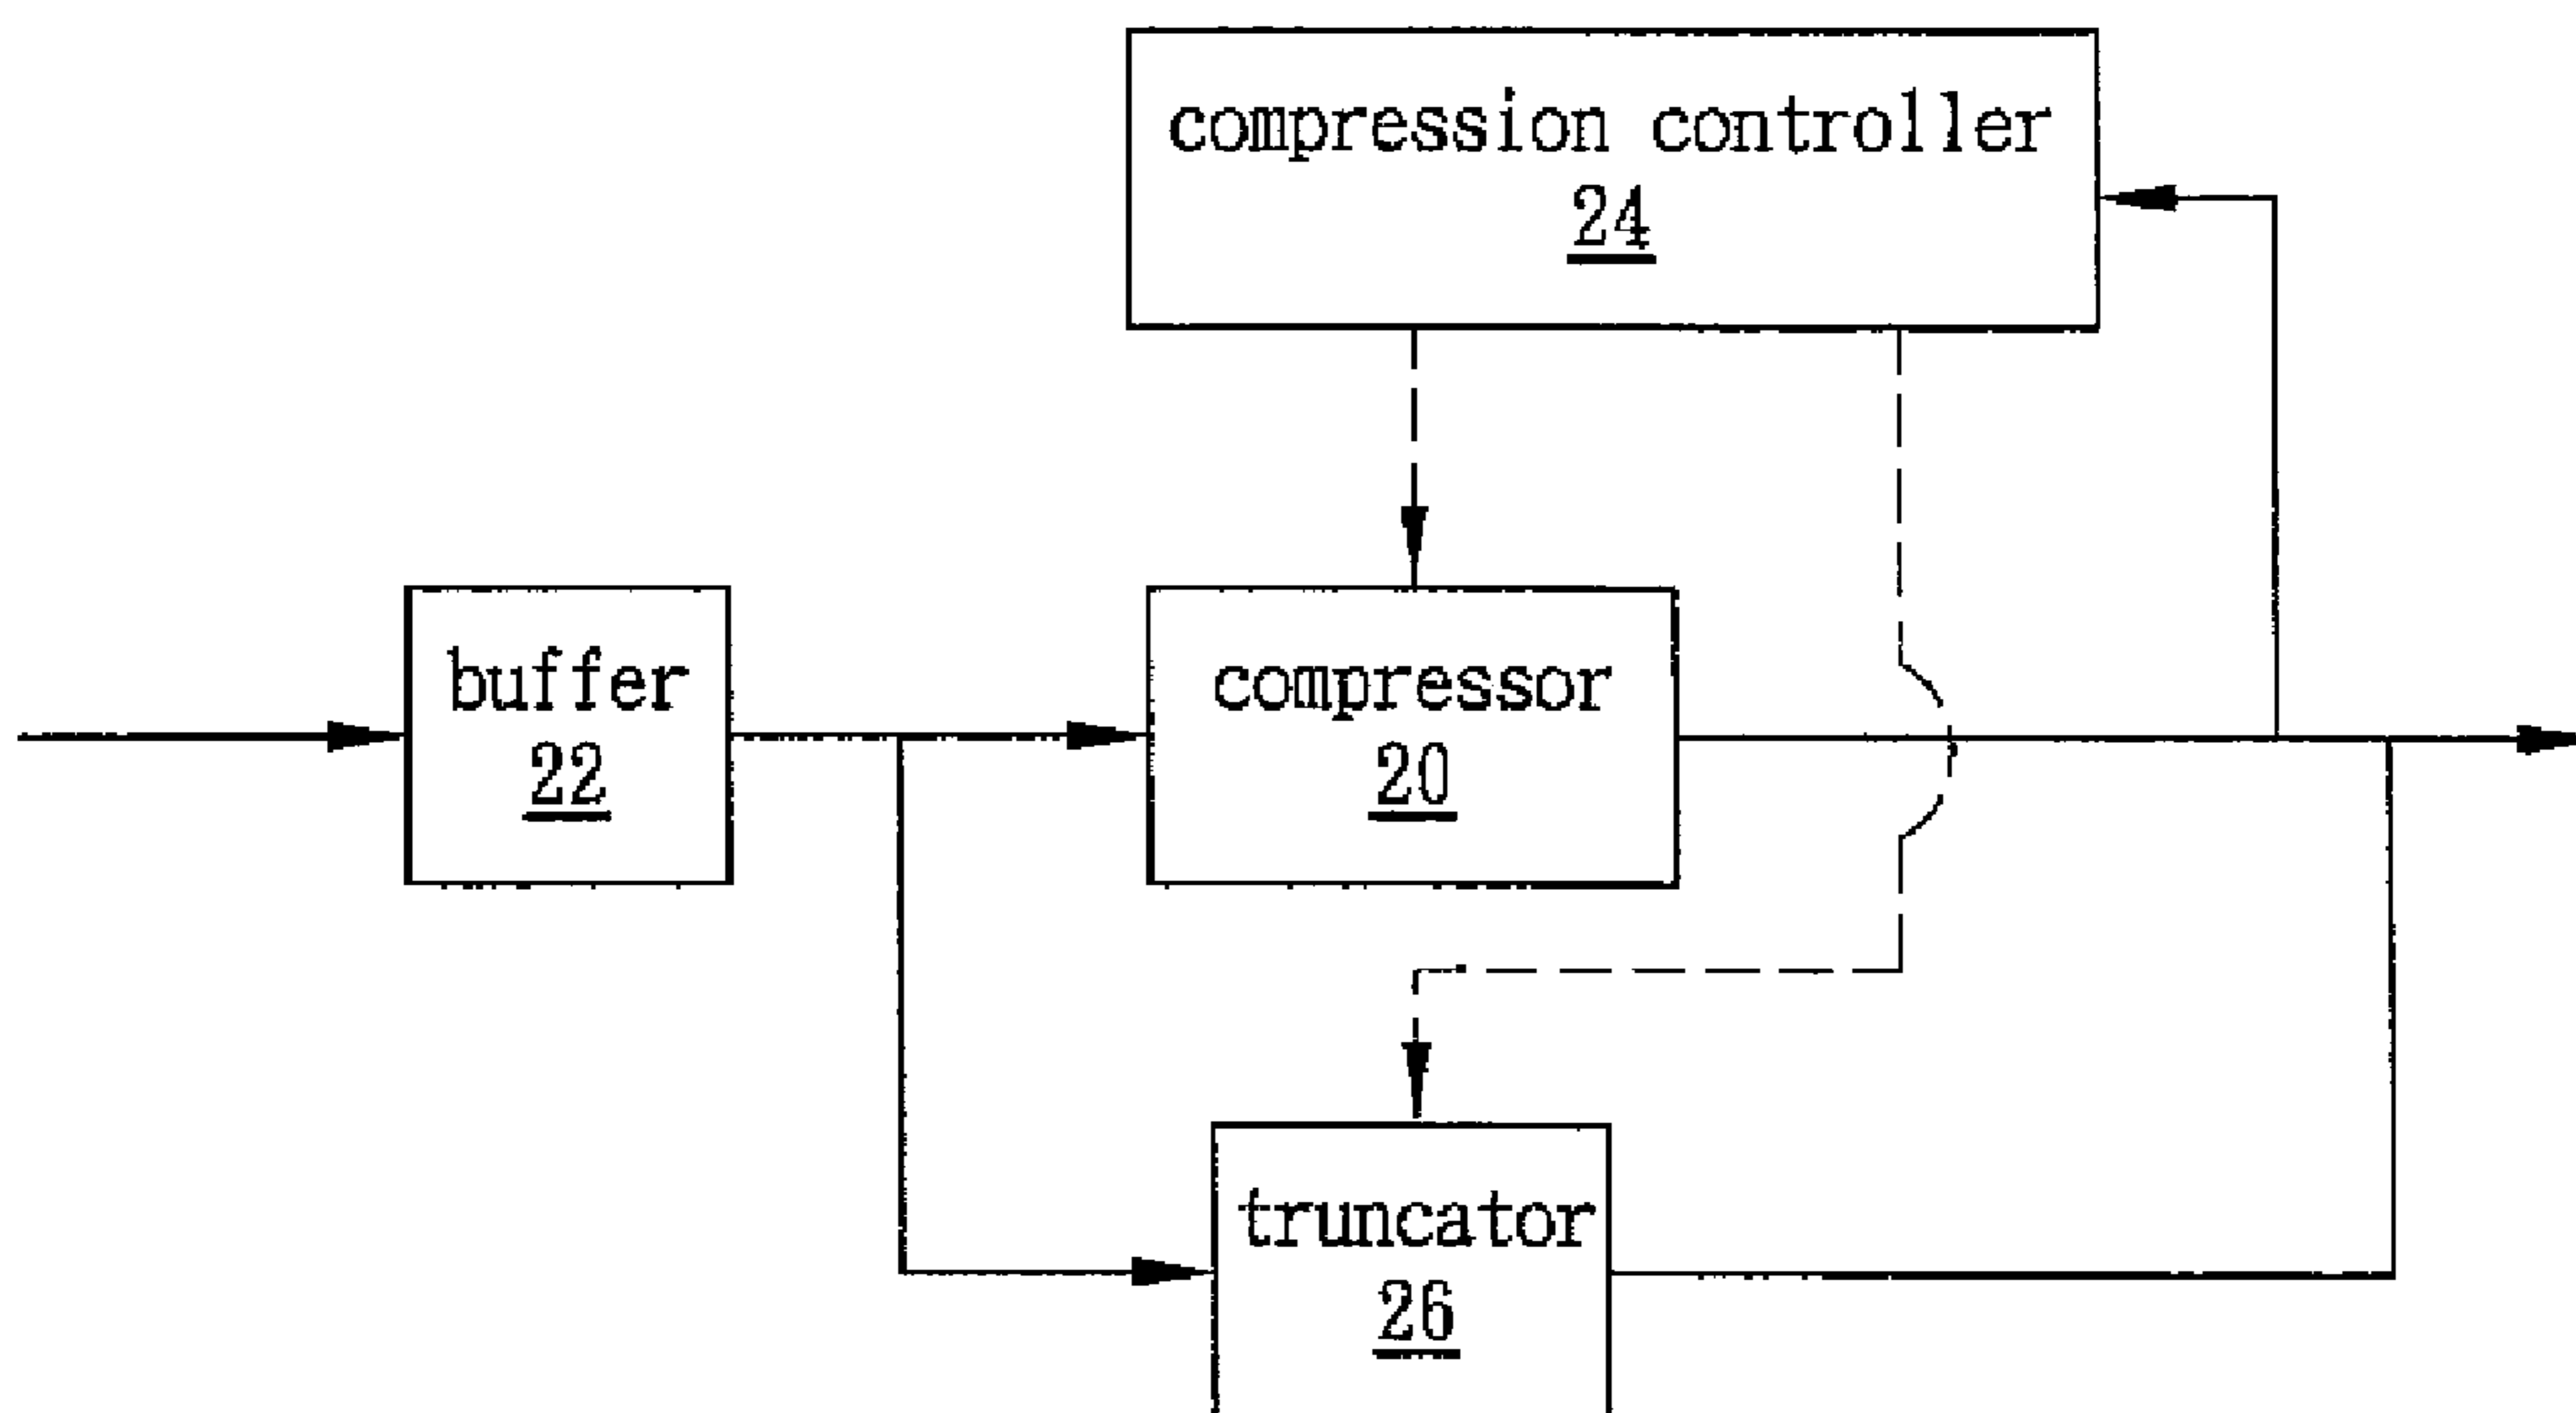 compression controller
24
buffer
22
compressor
20
truncator
26